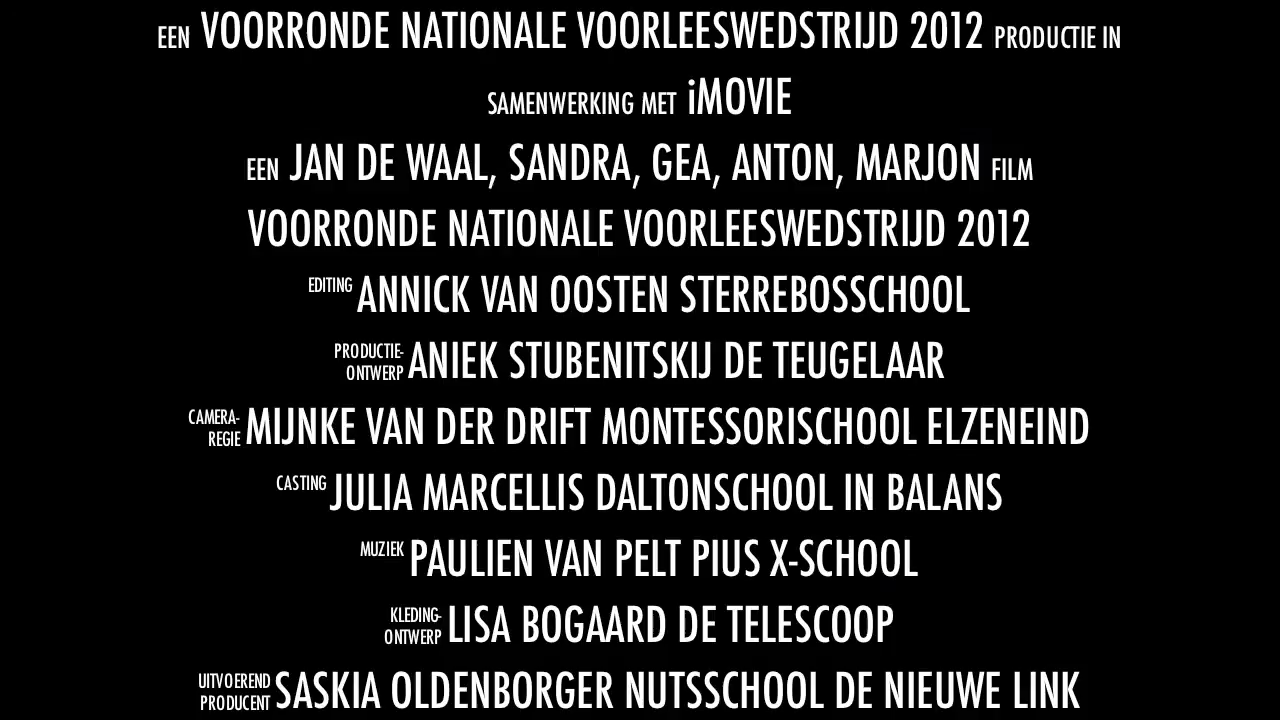 EEN VOORRONDE NATIONALE VOORLEESWEDSTRIJD 2012 PRODUCTIE IN
SAMENWERKING MET iMOVIE
EEN JAN DE WAAL, SANDRA, GEA, ANTON, MARJON FILM
VOORRONDE NATIONALE VOORLEESWEDSTRIJD 2012
EDITING ANNICK VAN OOSTEN STERREBOSSCHOOL
PRODUCTIE-
ONTWERP ANIEK STUBENITSKIJ DE TEUGELAAR
CAMERA-
REGIE MIJNKE VAN DER DRIFT MONTESSORISCHOOL ELZENEIND
CASTING JULIA MARCELLIS DALTONSCHOOL IN BALANS
MUZIEK PAULIEN VAN PELT PIUS X-SCHOOL
KLEDING-
ONTWERP LISA BOGAARD DE TELESCOOP
UITVOEREND
PRODUCENT SASKIA OLDENBORGER NUTSSCHOOL DE NIEUWE LINK